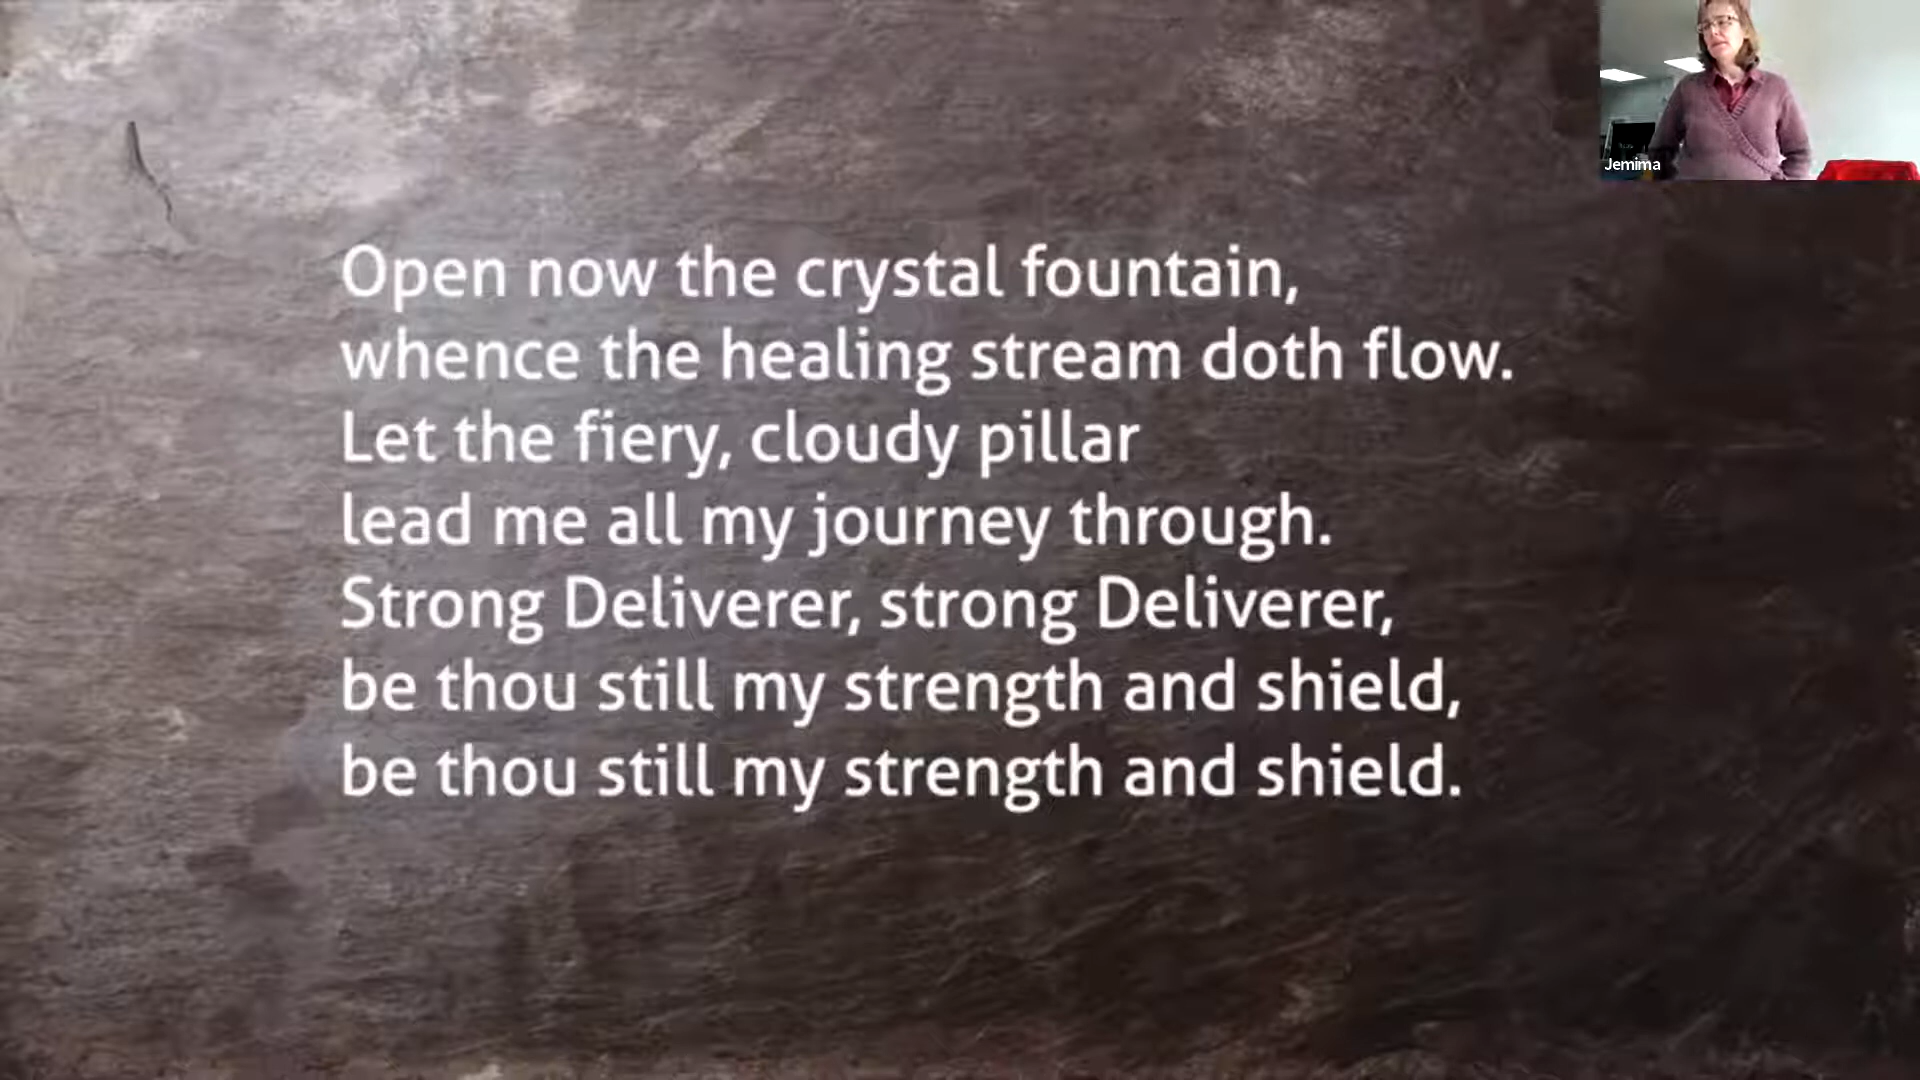 Jemima
Open now the crystal fountain,
whence the healing stream doth flow.
Let the fiery, cloudy pillar
lead me all my journey through.
Strong Deliverer, strong Deliverer,
be thou still my strength and shield,
be thou still my strength and shield.